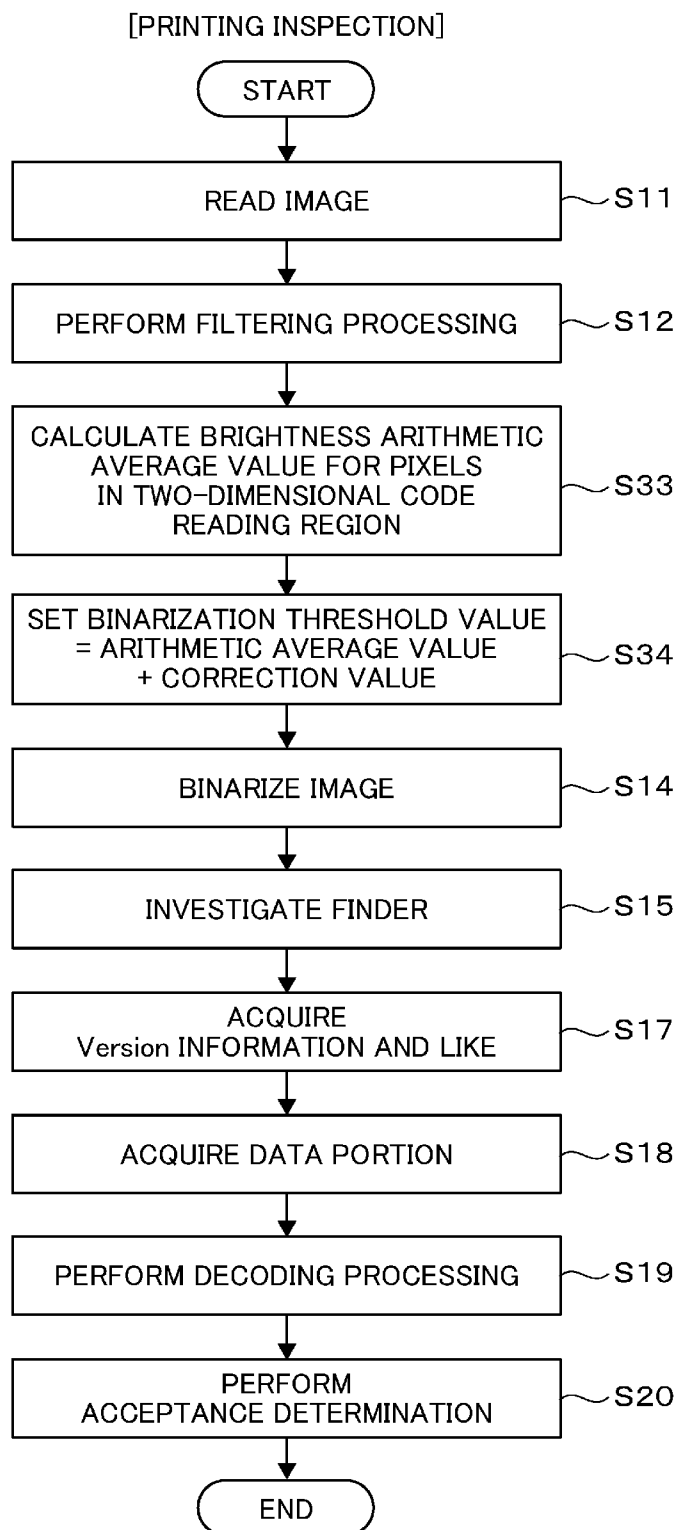 [PRINTING INSPECTION]
START
READ IMAGE
S11
PERFORM FILTERING PROCESSING
S12
CALCULATE BRIGHTNESS ARITHMETIC
AVERAGE VALUE FOR PIXELS
IN TWO-DIMENSIONAL CODE
READING REGION
S33
SET BINARIZATION THRESHOLD VALUE
= ARITHMETIC AVERAGE VALUE
+ CORRECTION VALUE
S34
BINARIZE IMAGE
S14
INVESTIGATE FINDER
S15
ACQUIRE
Version INFORMATION AND LIKE
S17
ACQUIRE DATA PORTION
S18
PERFORM DECODING PROCESSING
S19
PERFORM
ACCEPTANCE DETERMINATION
S20
END